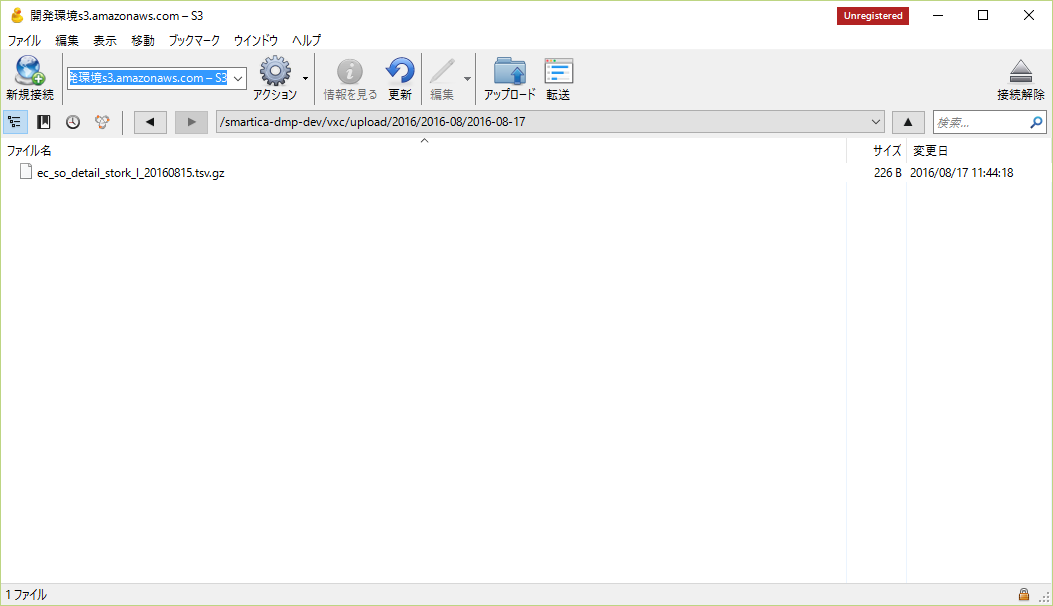 開発環境s3.amazonaws.com – S3
Unregistered
ファイル 編集 表示 移動 ブックマーク ウインドウ ヘルプ
発環境s3.amazonaws.com – S3
新規接続 アクション 情報を見る 更新 編集 アップロード 転送 接続解除
/smartica-dmp-dev/vxc/upload/2016/2016-08/2016-08-17 検索...
ファイル名 サイズ 変更日
ec_so_detail_stork_l_20160815.tsv.gz 226 B 2016/08/17 11:44:18
1 ファイル